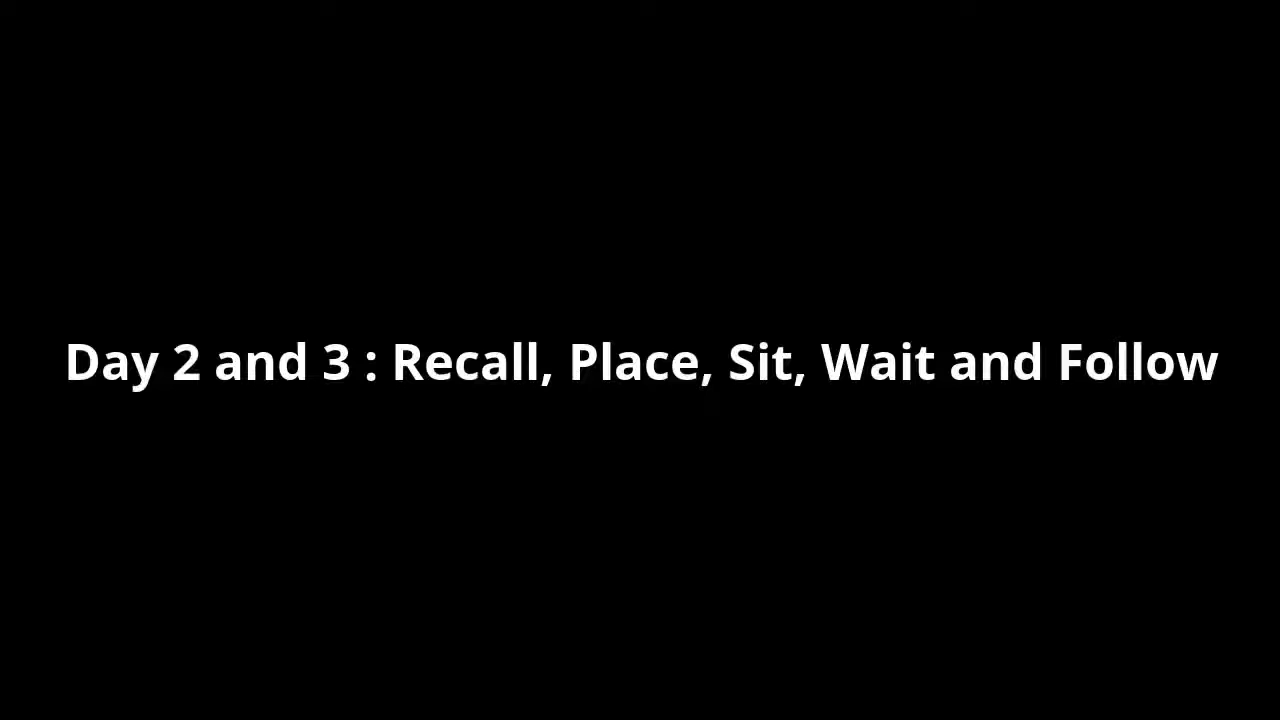 Day 2 and 3 : Recall, Place, Sit, Wait and Follow